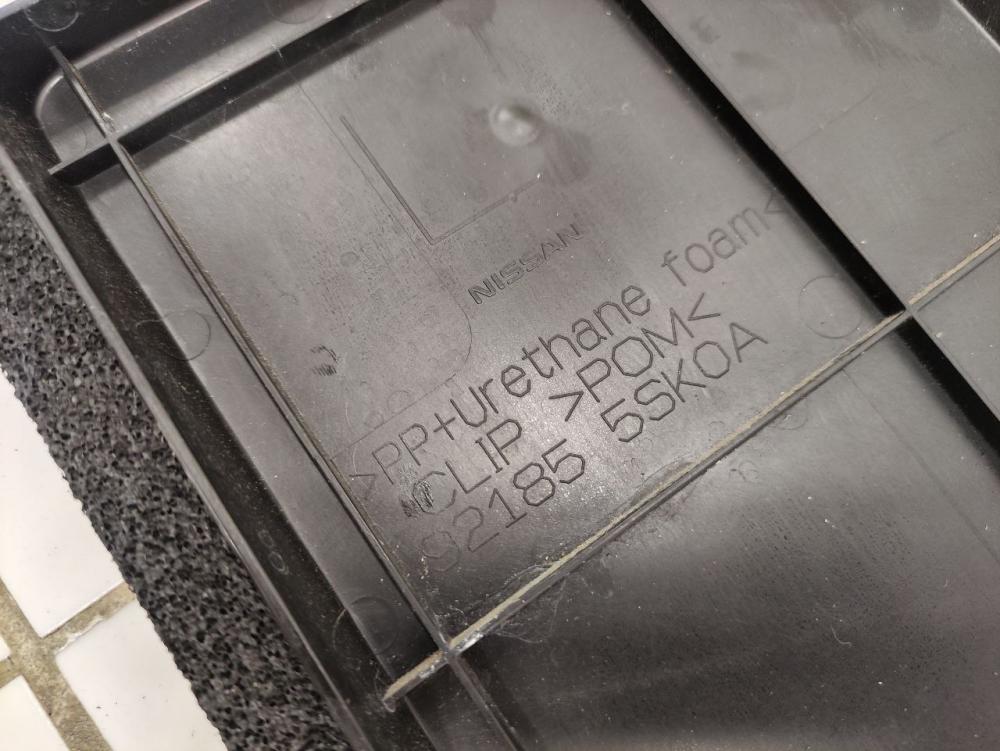 NISSAN
>PP+Urethane foam<
CLIP >POM<
92185 5SK0A